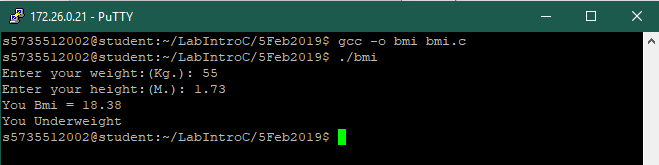 172.26.0.21 - PuTTY
s5735512002@student:~/LabIntroC/5Feb2019$ gcc -o bmi bmi.c
s5735512002@student:~/LabIntroC/5Feb2019$ ./bmi
Enter your weight:(Kg.): 55
Enter your height:(M.): 1.73
You Bmi = 18.38
You Underweight
s5735512002@student:~/LabIntroC/5Feb2019$